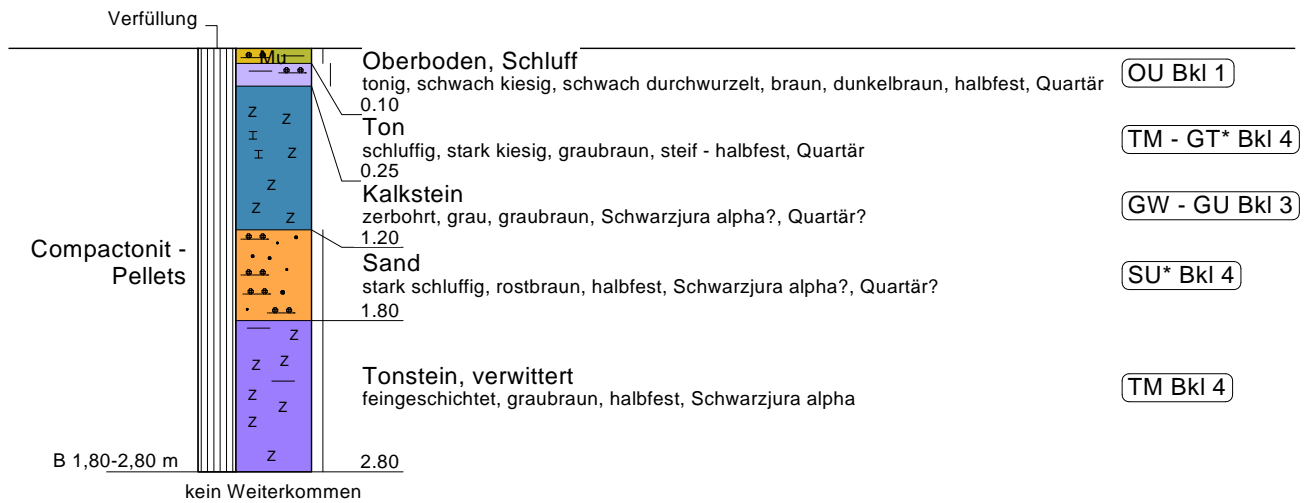 Verfüllung
Mu
Oberboden, Schluff
tonig, schwach kiesig, schwach durchwurzelt, braun, dunkelbraun, halbfest, Quartär
OU Bkl 1
0.10
Ton
schluffig, stark kiesig, graubraun, steif - halbfest, Quartär
TM - GT* Bkl 4
0.25
Kalkstein
zerbohrt, grau, graubraun, Schwarzjura alpha?, Quartär?
GW - GU Bkl 3
1.20
Compactonit -
Pellets
Sand
stark schluffig, rostbraun, halbfest, Schwarzjura alpha?, Quartär?
SU* Bkl 4
1.80
Tonstein, verwittert
feingeschichtet, graubraun, halbfest, Schwarzjura alpha
TM Bkl 4
B 1,80-2,80 m
2.80
kein Weiterkommen